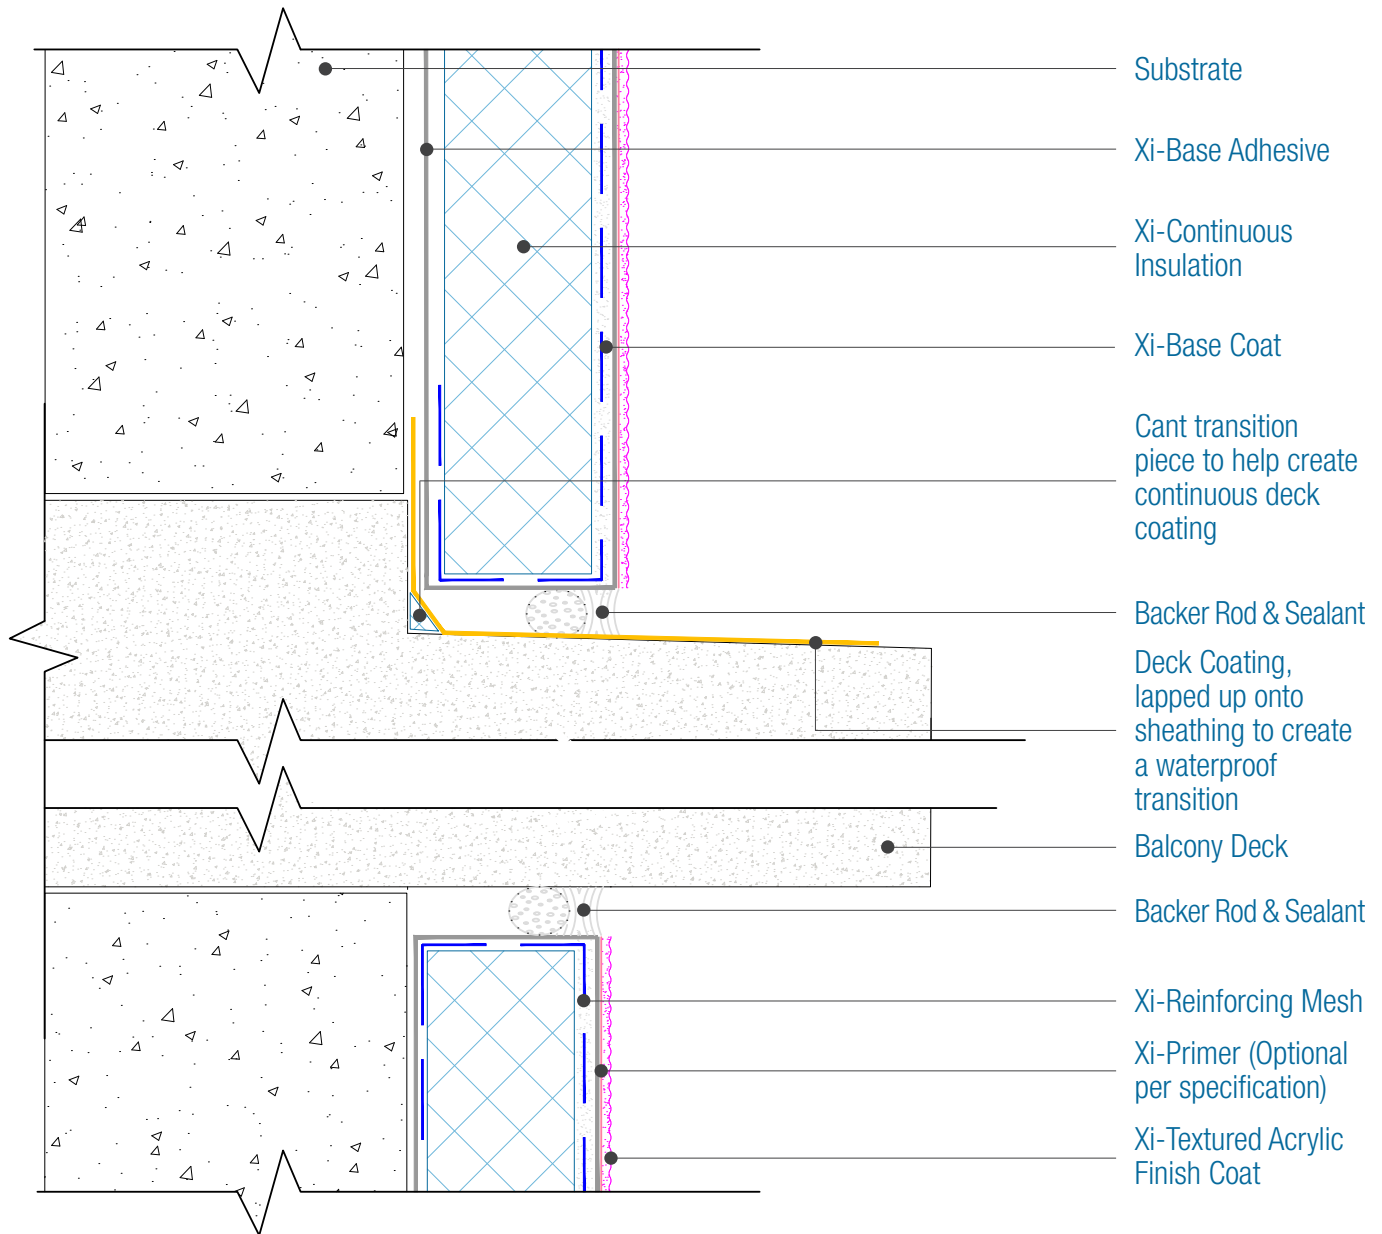 Substrate
Xi-Base Adhesive
Xi-Continuous
Insulation
Xi-Base Coat
Cant transition
piece to help create
continuous deck
coating
Backer Rod & Sealant
Deck Coating,
lapped up onto
sheathing to create
a waterproof
transition
Balcony Deck
Backer Rod & Sealant
Xi-Reinforcing Mesh
Xi-Primer (Optional
per specification)
Xi-Textured Acrylic
Finish Coat